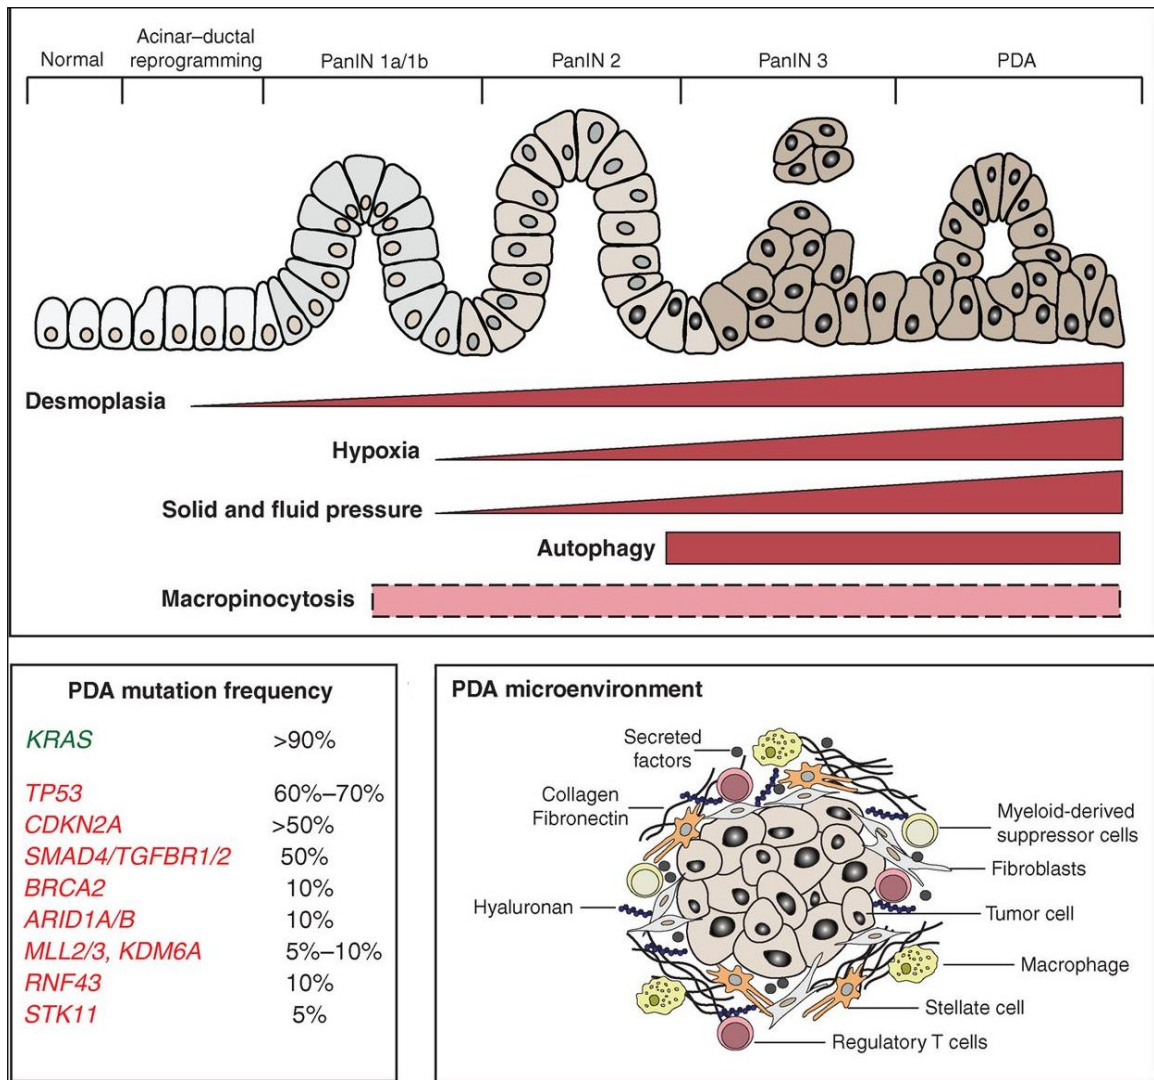 Normal
Acinar–ductal
reprogramming
PanIN 1a/1b
PanIN 2
PanIN 3
PDA
Desmoplasia
Hypoxia
Solid and fluid pressure
Autophagy
Macropinocytosis
PDA mutation frequency
KRAS >90%
TP53 60%–70%
CDKN2A >50%
SMAD4/TGFBR1/2 50%
BRCA2 10%
ARID1A/B 10%
MLL2/3, KDM6A 5%–10%
RNF43 10%
STK11 5%
PDA microenvironment
Secreted
factors
Collagen
Fibronectin
Hyaluronan
Myeloid-derived
suppressor cells
Fibroblasts
Tumor cell
Macrophage
Stellate cell
Regulatory T cells